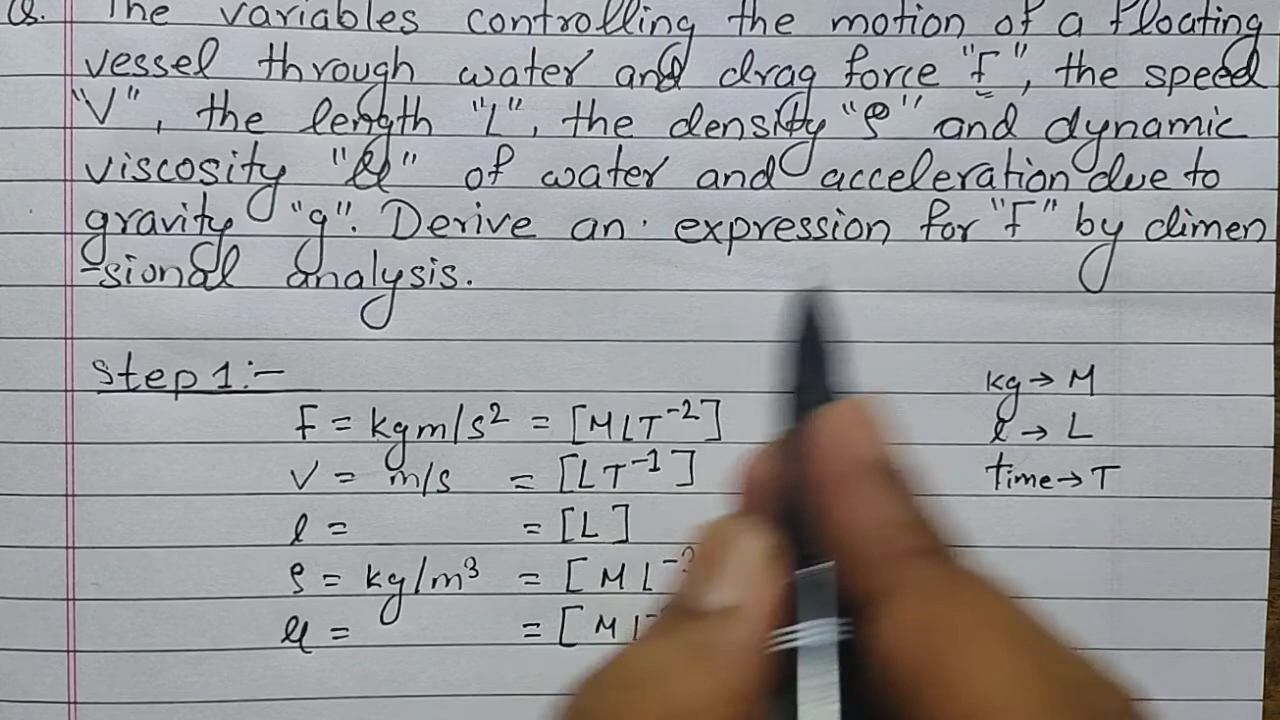 Q. The variables controlling the motion of a floating
vessel through water and drag force "F", the speed
"V", the length "L", the density "ρ" and dynamic
viscosity "μ" of water and acceleration due to
gravity "g". Derive an expression for "F" by dimen
-sional analysis.
Step 1:-
F = kgm/s² = [MLT⁻²]
kg → M
l → L
V = m/s = [LT⁻¹]
time → T
l = = [L]
ρ = kg/m³ = [ML
μ = = [ML